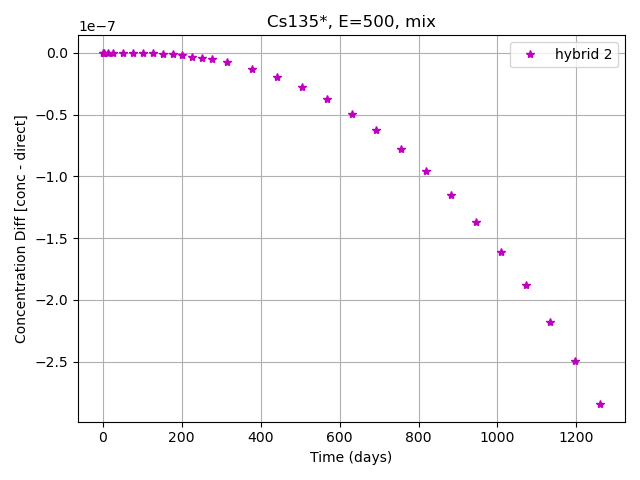 Cs135*, E=500, mix
1e−7
hybrid 2
0.0
−0.5
−1.0
−1.5
−2.0
−2.5
Concentration Diff [conc - direct]
0 200 400 600 800 1000 1200
Time (days)